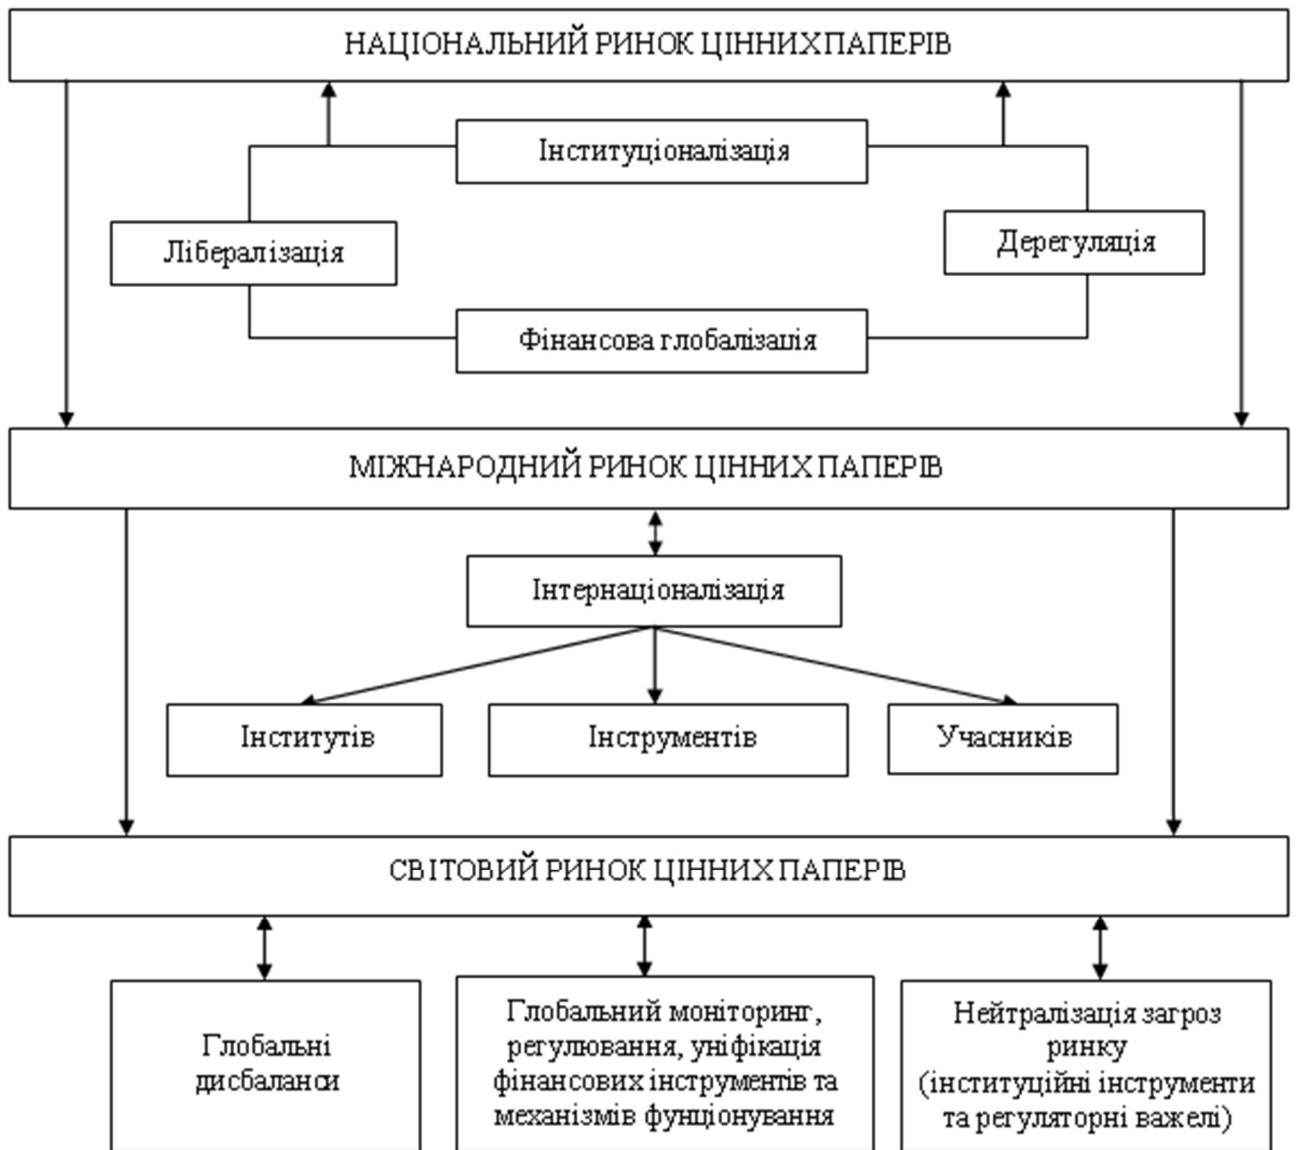 НАЦІОНАЛЬНИЙ РИНОК ЦІННИХ ПАПЕРІВ
Інституціоналізація
Лібералізація
Дерегуляція
Фінансова глобалізація
МІЖНАРОДНИЙ РИНОК ЦІННИХ ПАПЕРІВ
Інтернаціоналізація
Інститутів
Інструментів
Учасників
СВІТОВИЙ РИНОК ЦІННИХ ПАПЕРІВ
Глобальні
дисбаланси
Глобальний моніторинг,
регулювання, уніфікація
фінансових інструментів та
механізмів фунціонування
Нейтралізація загроз
ринку
(інституційні інструменти
та регуляторні важелі)